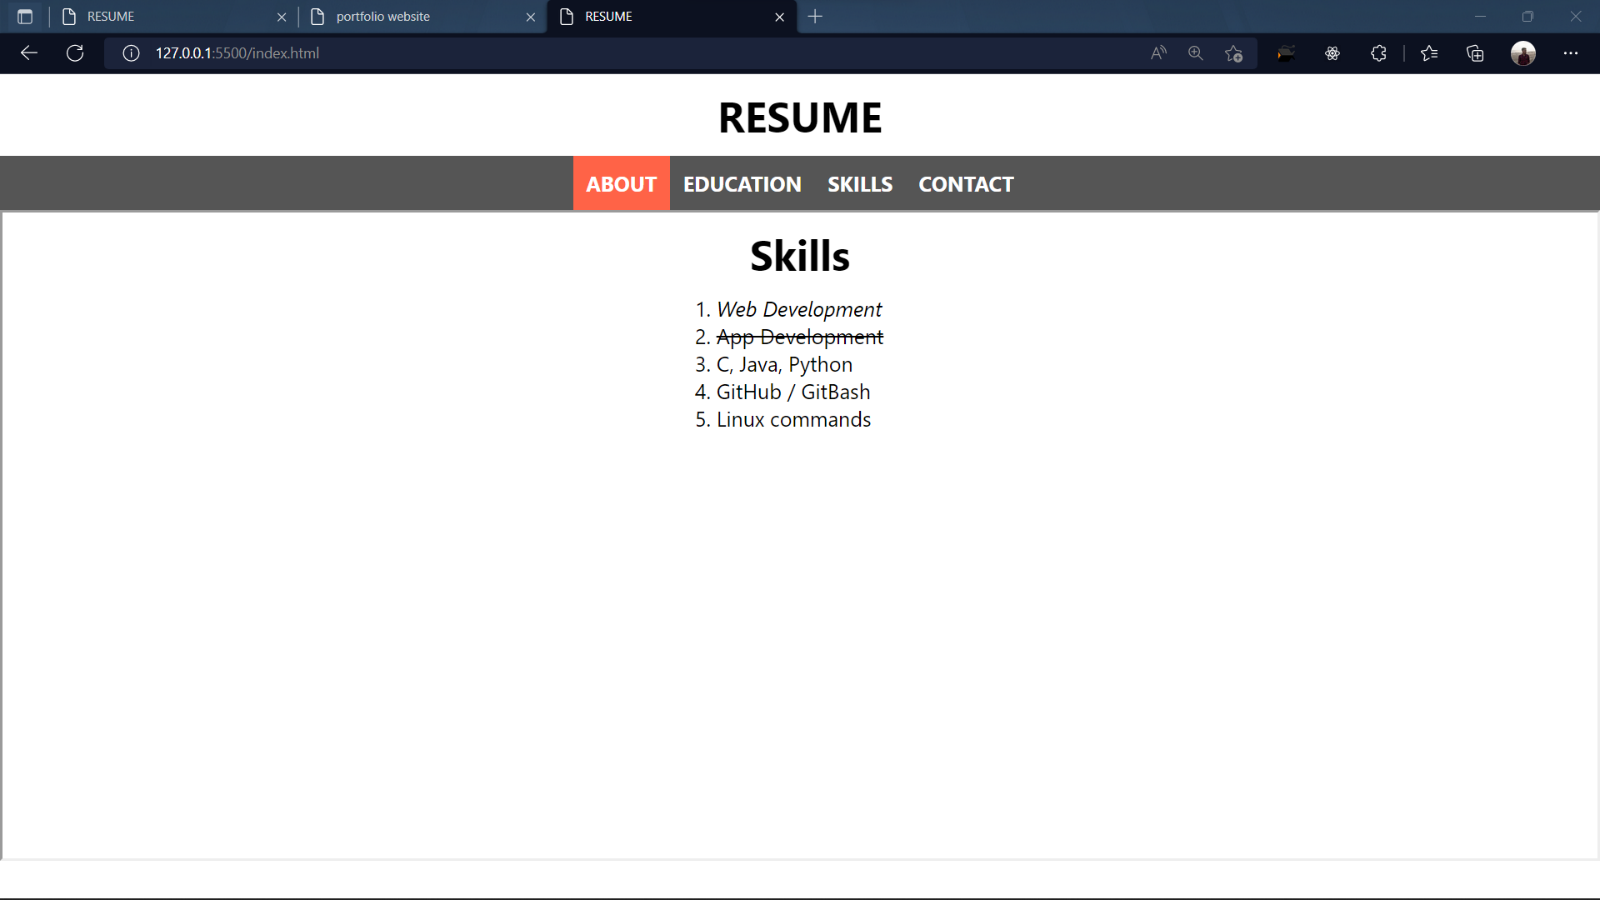 RESUME
portfolio website
RESUME
127.0.0.1:5500/index.html
RESUME
ABOUT EDUCATION SKILLS CONTACT
Skills
1. Web Development
2. App Development
3. C, Java, Python
4. GitHub / GitBash
5. Linux commands